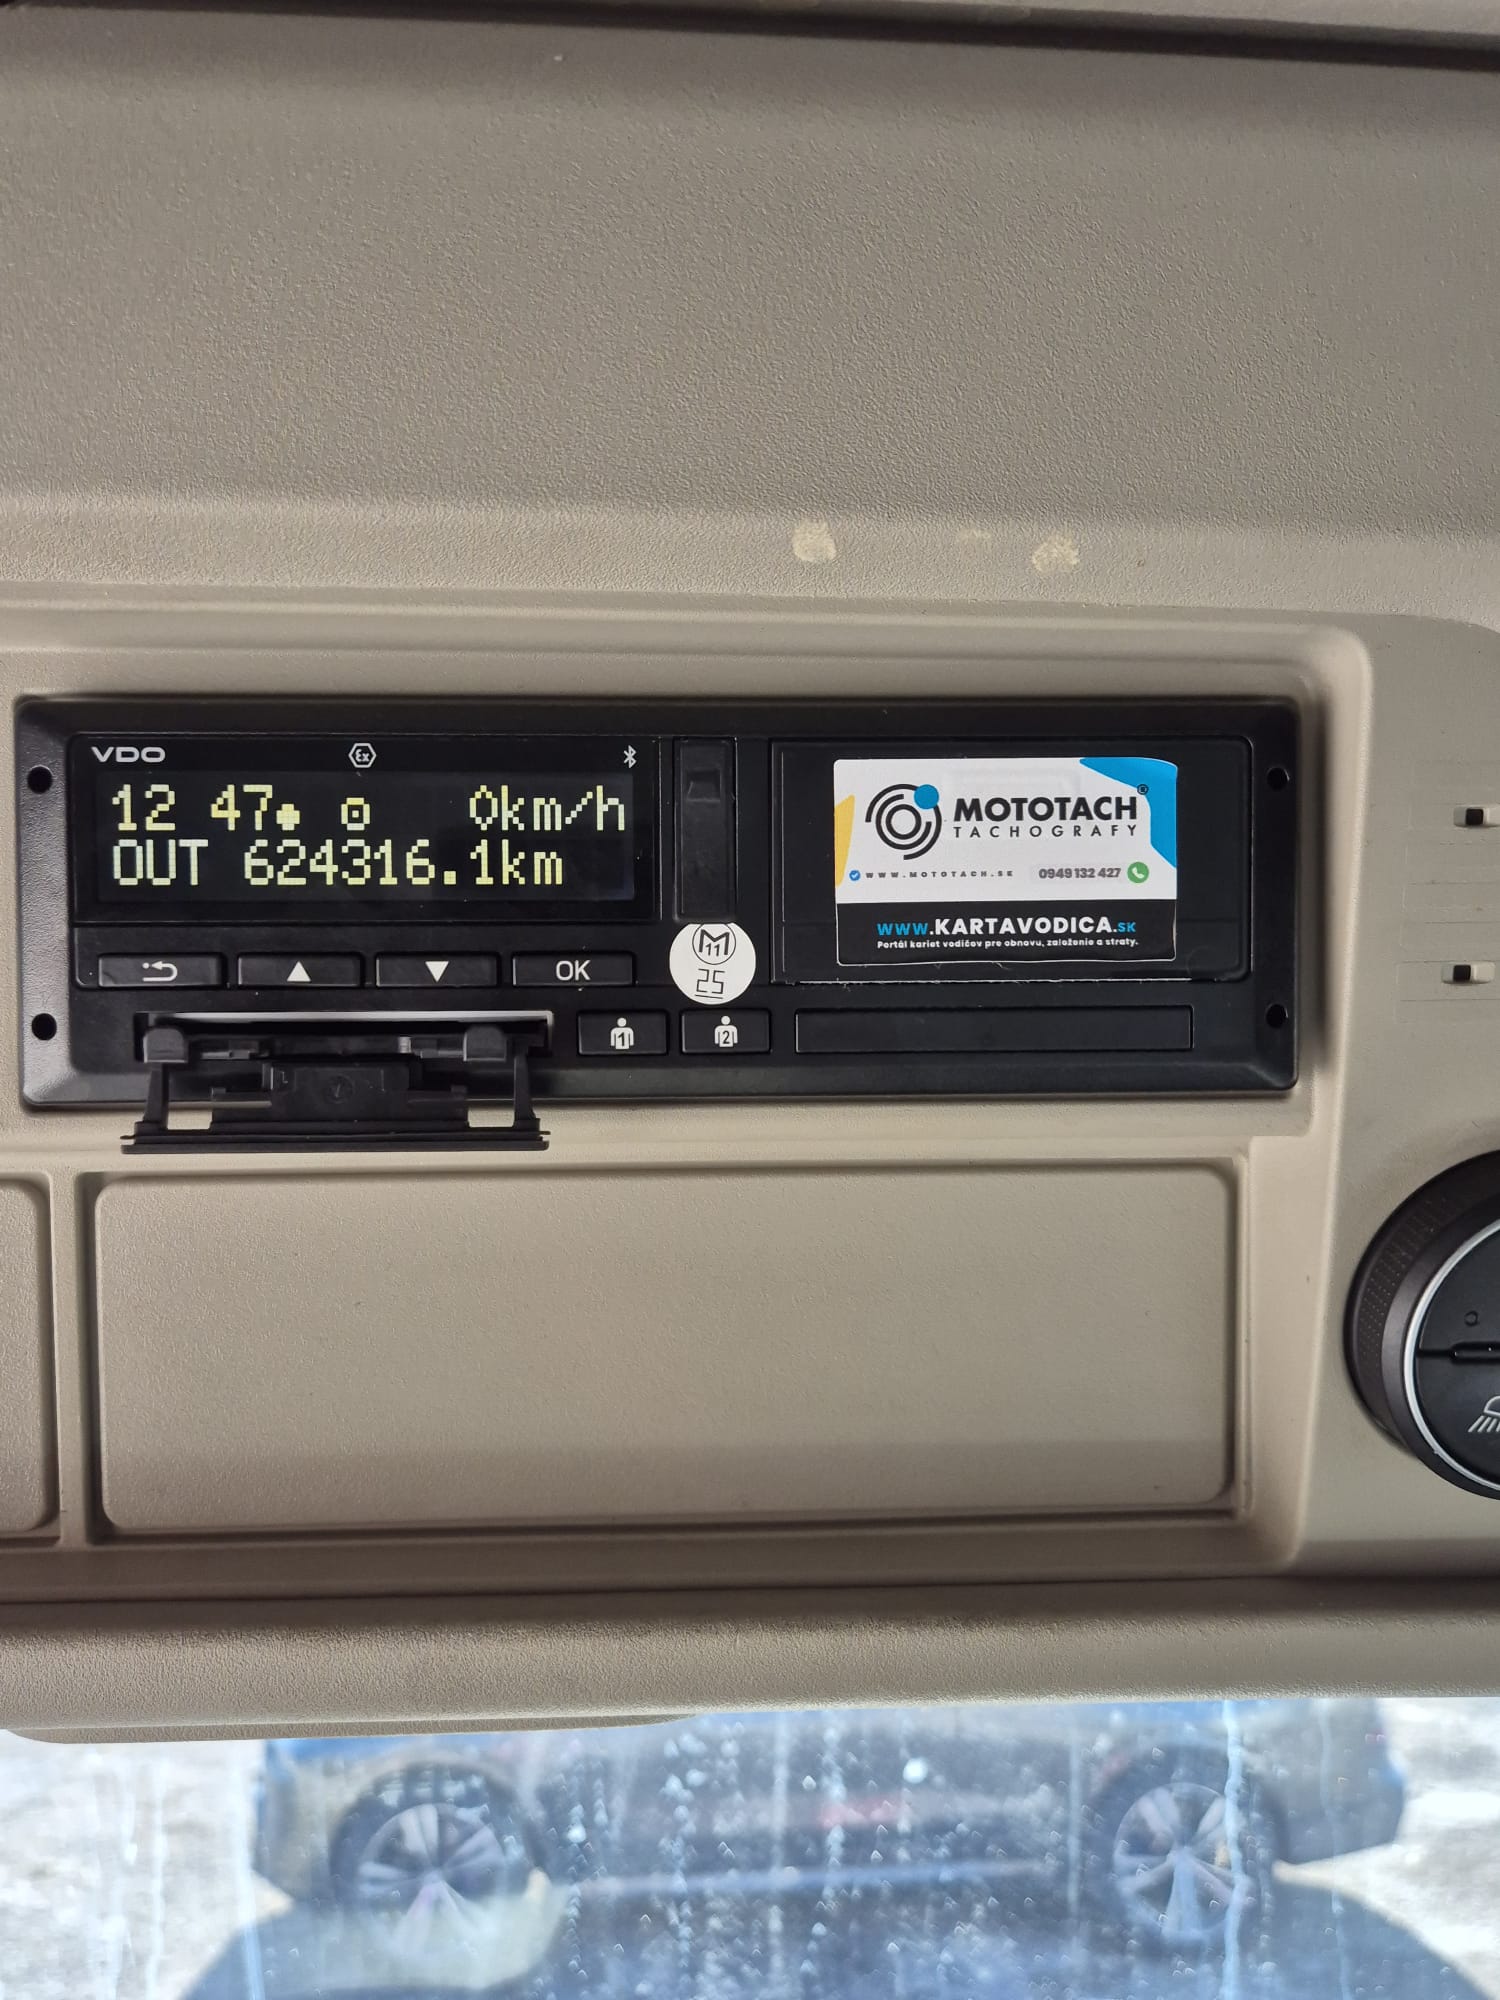 VDO
Ex
12 47 0km/h
OUT 624316.1km
OK
M
11
25
1
2
MOTOTACH
TACHOGRAFY
WWW.MOTOTACH.SK 0949 132 427
WWW.KARTAVODICA.SK
Portál kariet vodičov pre obnovu, založenie a straty.